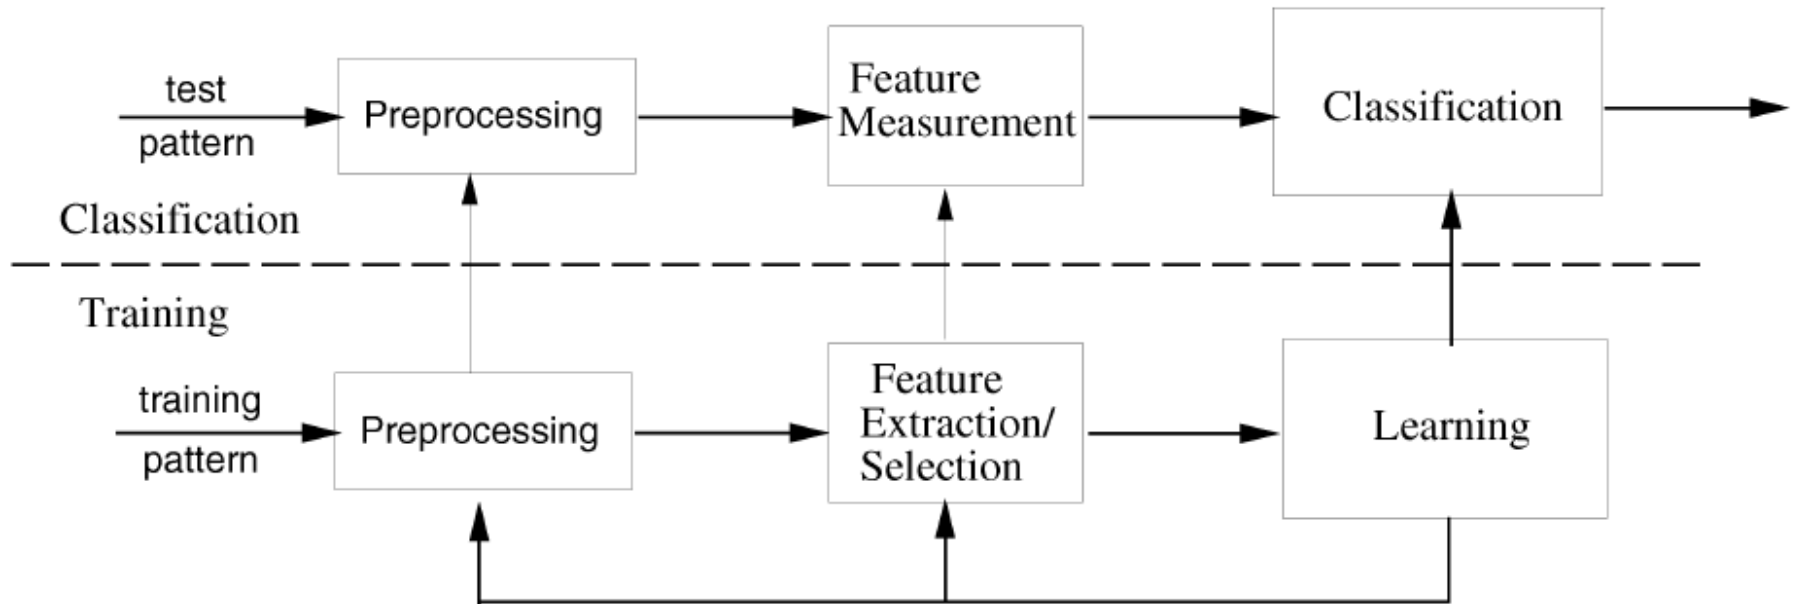 test
pattern
Preprocessing
Feature
Measurement
Classification
Classification
Training
training
pattern
Preprocessing
Feature
Extraction/
Selection
Learning